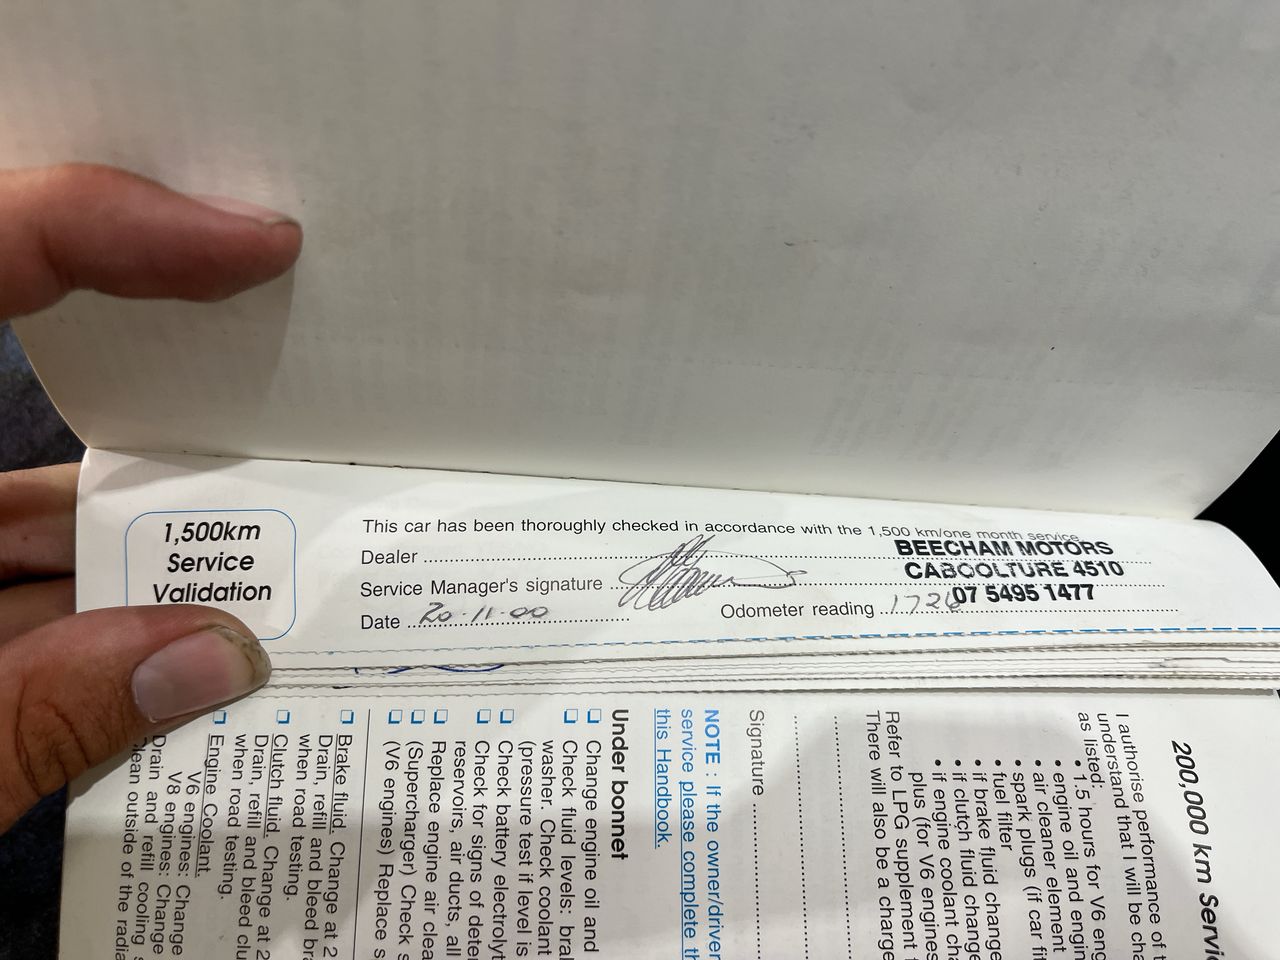 1,500km
Service
Validation
This car has been thoroughly checked in accordance with the 1,500 km/one month service.
Dealer
BEECHAM MOTORS
CABOOLTURE 4510
07 5495 1477
Service Manager's signature
Date 20-11-00
Odometer reading 1726
200,000 km Servic
I authorise performance of t
understand that I will be cha
as listed:
• 1.5 hours for V6 eng
• engine oil and engin
• air cleaner element
• spark plugs (if car fit
• fuel filter
• if brake fluid change
• if clutch fluid change
• if engine coolant cha
plus (for V6 engines
Refer to LPG supplement f
There will also be a charge
Signature
NOTE : If the owner/driver
service please complete th
this Handbook.
Under bonnet
❑ Change engine oil and
❑ Check fluid levels: bral
washer. Check coolant
(pressure test if level is
❑ Check battery electrolyt
❑ Check for signs of deter
reservoirs, air ducts, all
❑ Replace engine air clea
❑ (Supercharger) Check s
❑ (V6 engines) Replace s
❑ Brake fluid. Change at 2
Drain, refill and bleed bra
when road testing.
❑ Clutch fluid. Change at 2
Drain, refill and bleed clu
when road testing.
❑ Engine Coolant.
V6 engines: Change
V8 engines: Change
Drain and refill cooling s
clean outside of the radia